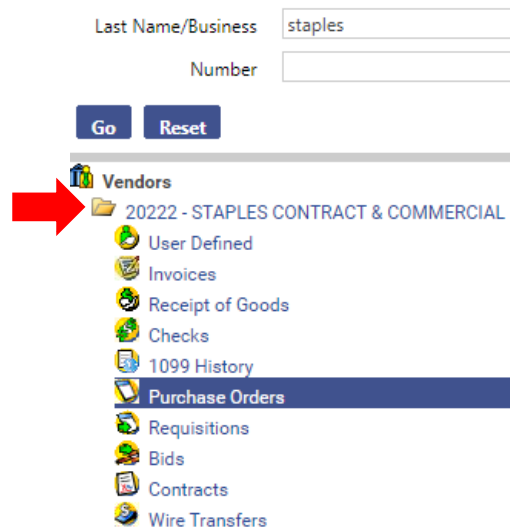 Last Name/Business staples
Number
Go Reset
Vendors
20222 - STAPLES CONTRACT & COMMERCIAL
User Defined
Invoices
Receipt of Goods
Checks
1099 History
Purchase Orders
Requisitions
Bids
Contracts
Wire Transfers